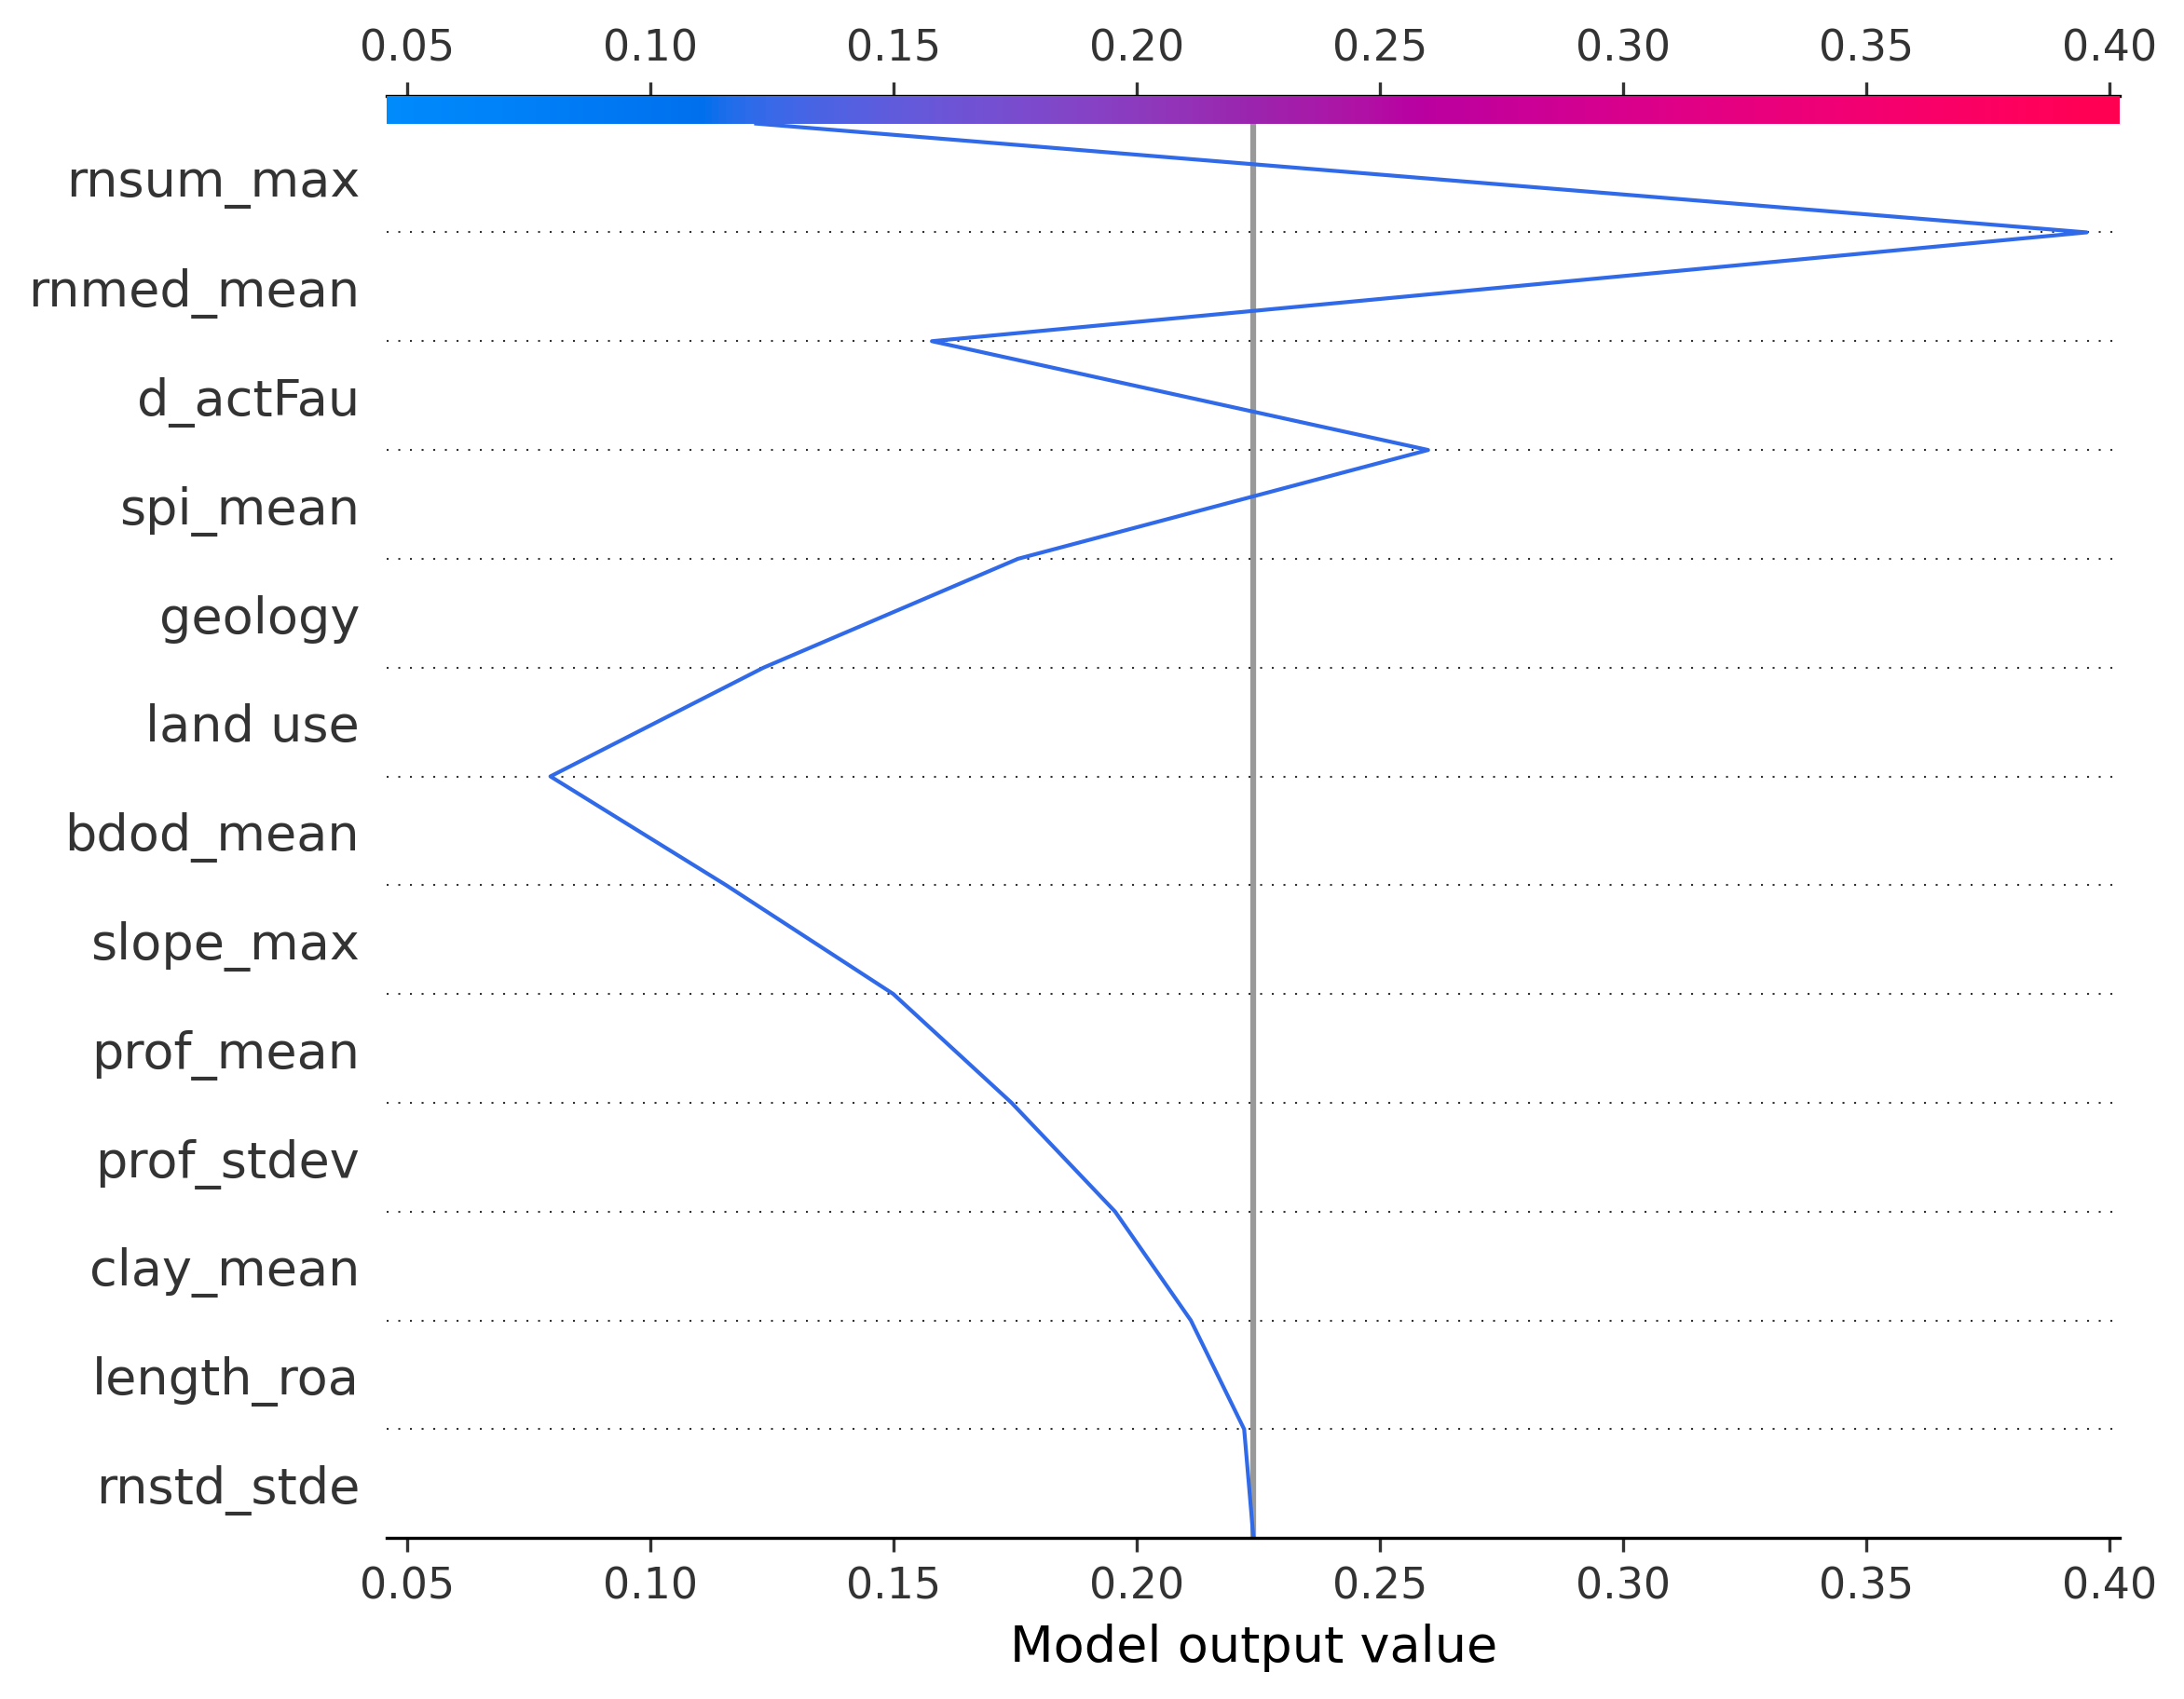 0.05 0.10 0.15 0.20 0.25 0.30 0.35 0.40
rnsum_max
rnmed_mean
d_actFau
spi_mean
geology
land use
bdod_mean
slope_max
prof_mean
prof_stdev
clay_mean
length_roa
rnstd_stde
0.05 0.10 0.15 0.20 0.25 0.30 0.35 0.40
Model output value